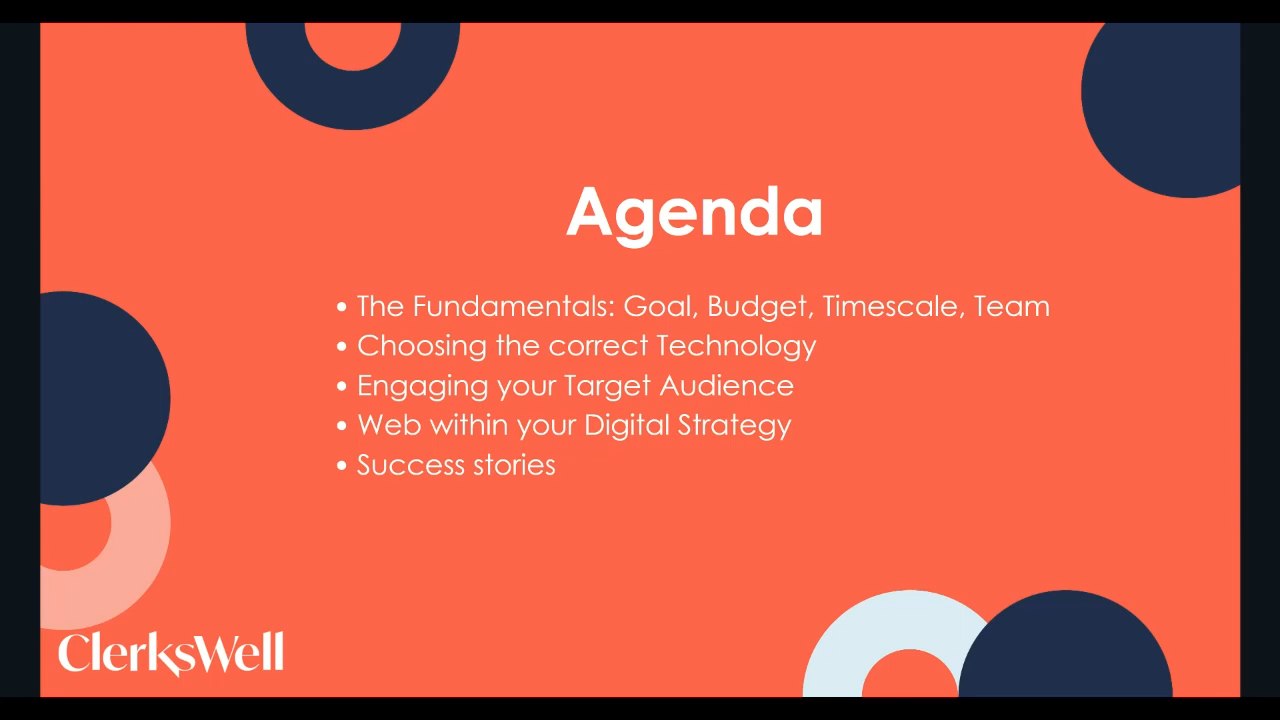 Agenda
• The Fundamentals: Goal, Budget, Timescale, Team
• Choosing the correct Technology
• Engaging your Target Audience
• Web within your Digital Strategy
• Success stories
ClerksWell